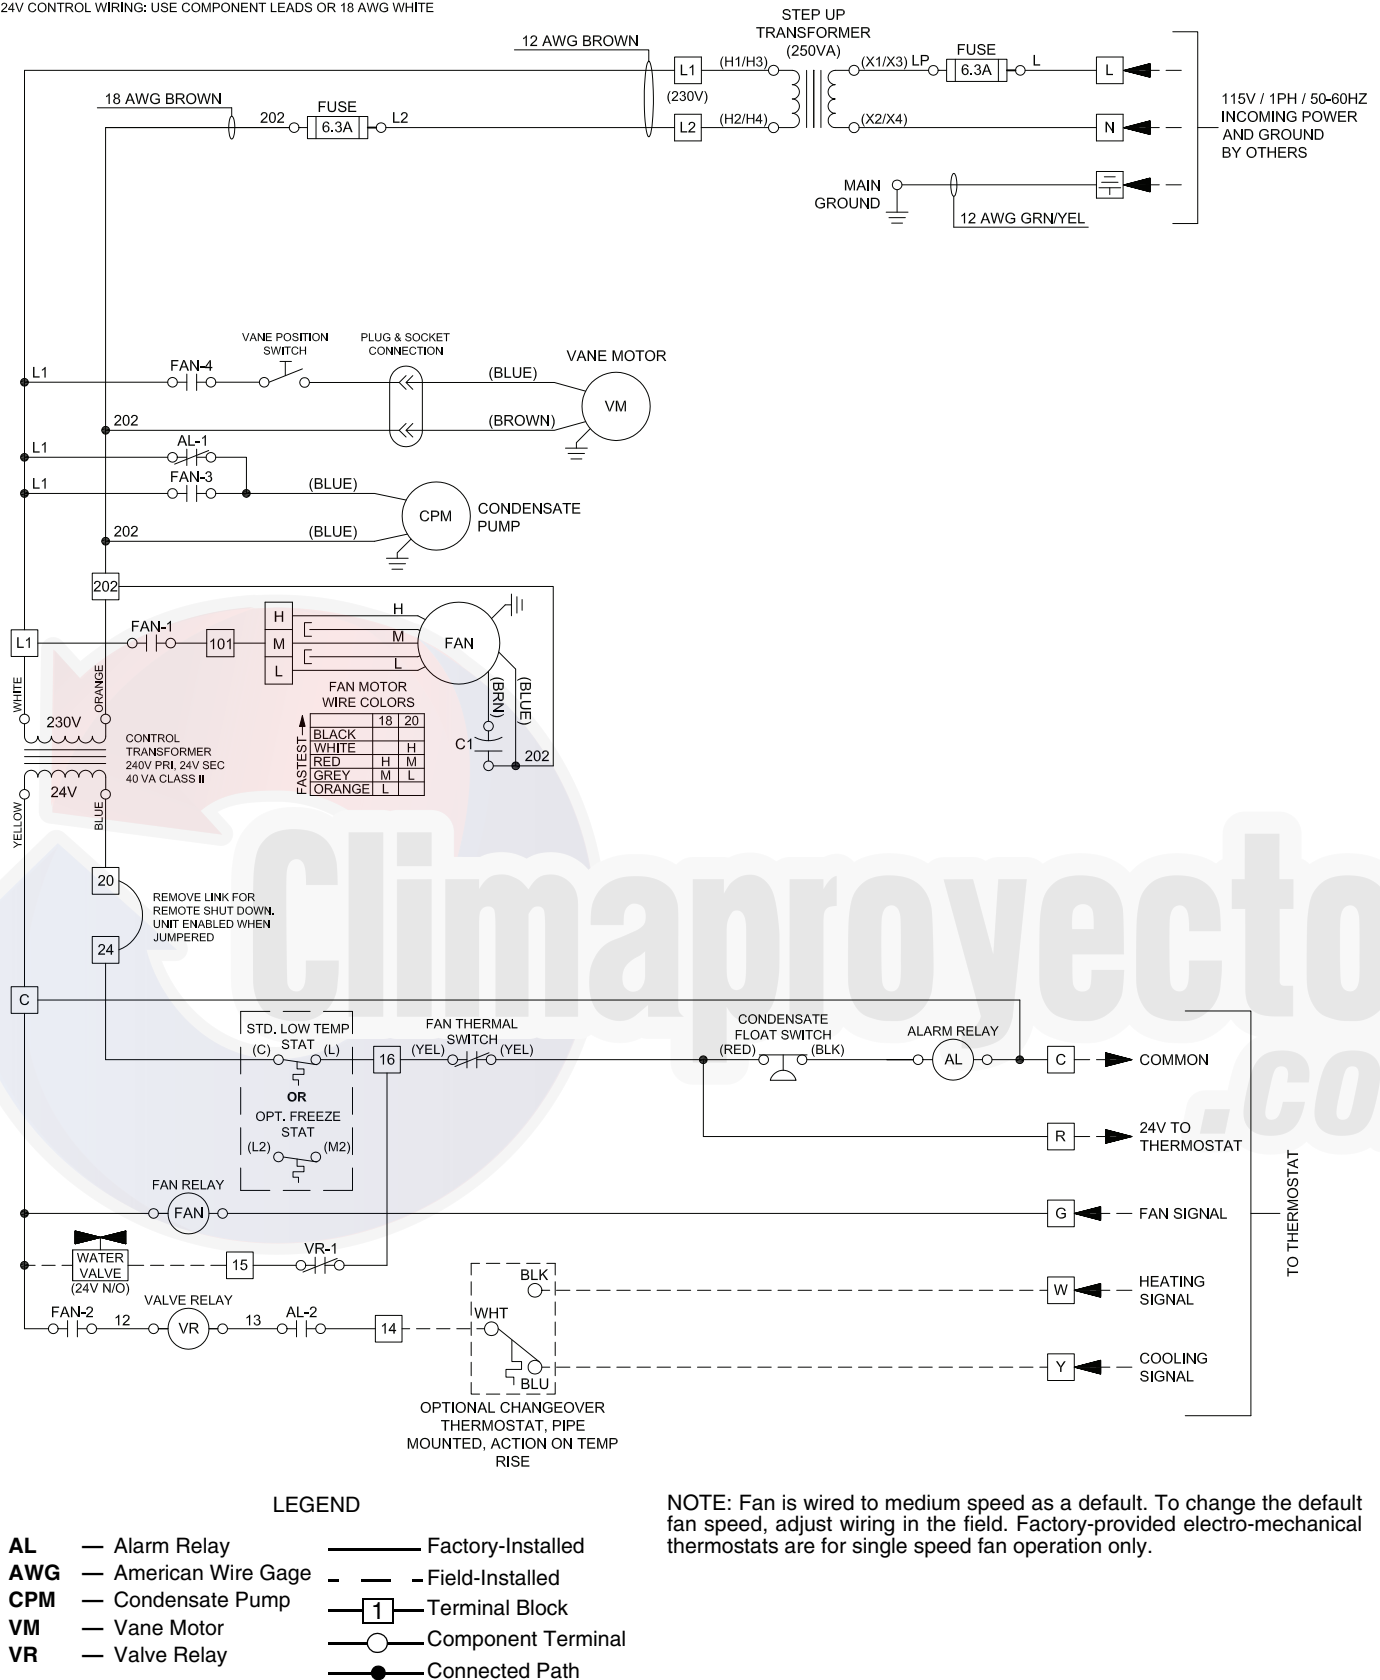 24V CONTROL WIRING: USE COMPONENT LEADS OR 18 AWG WHITE
STEP UP
TRANSFORMER
(250VA)
12 AWG BROWN
L1
(H1/H3)
(X1/X3)
LP
FUSE
6.3A
L
L
(230V)
18 AWG BROWN
202
FUSE
6.3A
L2
L2
(H2/H4)
(X2/X4)
N
115V / 1PH / 50-60HZ
INCOMING POWER
AND GROUND
BY OTHERS
MAIN
GROUND
12 AWG GRN/YEL
VANE POSITION
SWITCH
PLUG & SOCKET
CONNECTION
VANE MOTOR
L1
FAN-4
(BLUE)
VM
202
(BROWN)
L1
AL-1
L1
FAN-3
(BLUE)
CPM
CONDENSATE
PUMP
202
(BLUE)
202
L1
FAN-1
101
H
M
L
H
M
L
FAN
(BRN)
(BLUE)
C1
202
WHITE
ORANGE
230V
CONTROL
TRANSFORMER
240V PRI, 24V SEC
40 VA CLASS II
24V
YELLOW
BLUE
FAN MOTOR
WIRE COLORS
FASTEST
18 20
BLACK
WHITE H
RED H M
GREY M L
ORANGE L
20
REMOVE LINK FOR
REMOTE SHUT DOWN.
UNIT ENABLED WHEN
JUMPERED
24
Climaproyecto
.co
C
STD. LOW TEMP
STAT
(C)
(L)
OR
OPT. FREEZE
STAT
(L2)
(M2)
16
FAN THERMAL
SWITCH
(YEL)
(YEL)
CONDENSATE
FLOAT SWITCH
(RED)
(BLK)
ALARM RELAY
AL
C
COMMON
R
24V TO
THERMOSTAT
TO THERMOSTAT
FAN RELAY
FAN
G
FAN SIGNAL
WATER
VALVE
(24V N/O)
15
VR-1
BLK
W
HEATING
SIGNAL
FAN-2
12
VALVE RELAY
VR
13
AL-2
14
WHT
BLU
Y
COOLING
SIGNAL
OPTIONAL CHANGEOVER
THERMOSTAT, PIPE
MOUNTED, ACTION ON TEMP
RISE
LEGEND
AL — Alarm Relay
AWG — American Wire Gage
CPM — Condensate Pump
VM — Vane Motor
VR — Valve Relay
Factory-Installed
Field-Installed
1 Terminal Block
Component Terminal
Connected Path
NOTE: Fan is wired to medium speed as a default. To change the default
fan speed, adjust wiring in the field. Factory-provided electro-mechanical
thermostats are for single speed fan operation only.